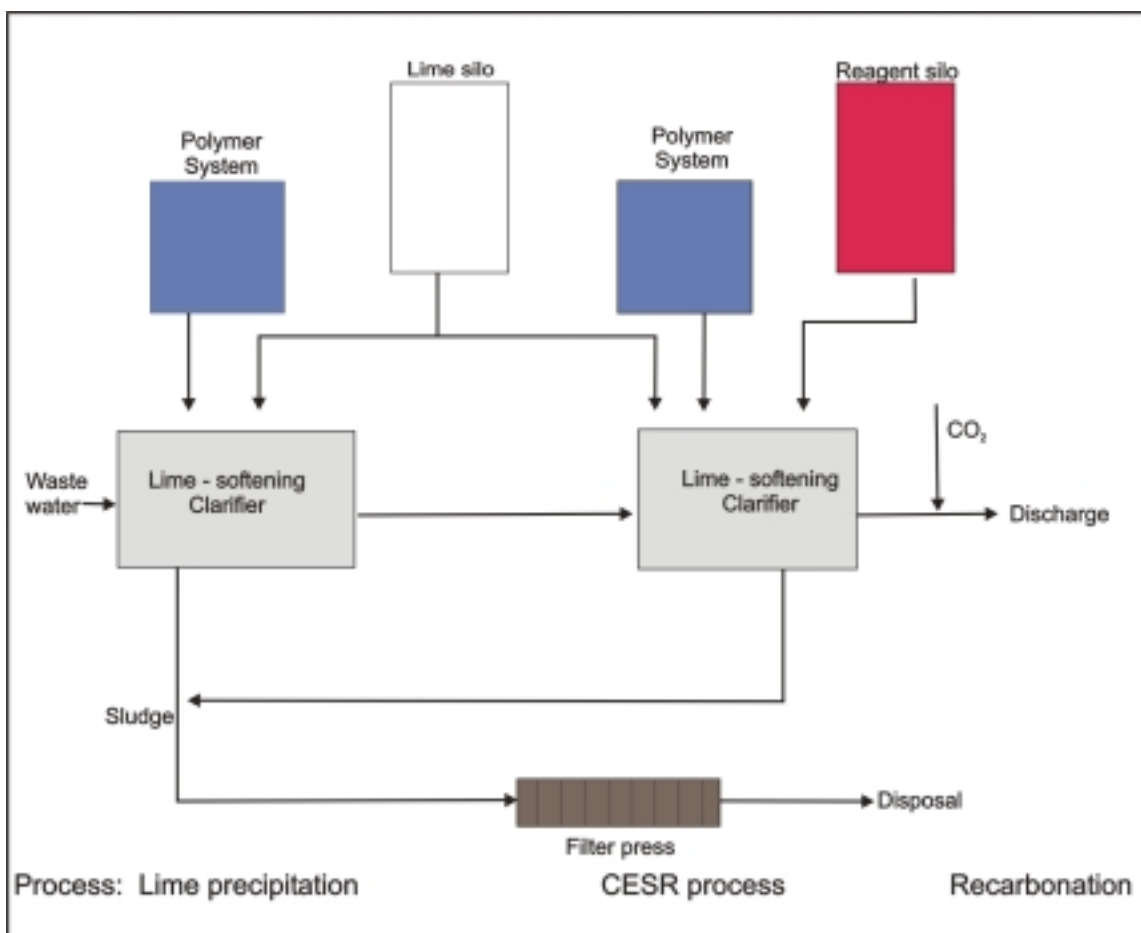 Lime silo
Reagent silo
Polymer
System
Polymer
System
CO₂
Waste
water
Lime - softening
Clarifier
Lime - softening
Clarifier
Discharge
Sludge
Disposal
Filter press
Process: Lime precipitation
CESR process
Recarbonation